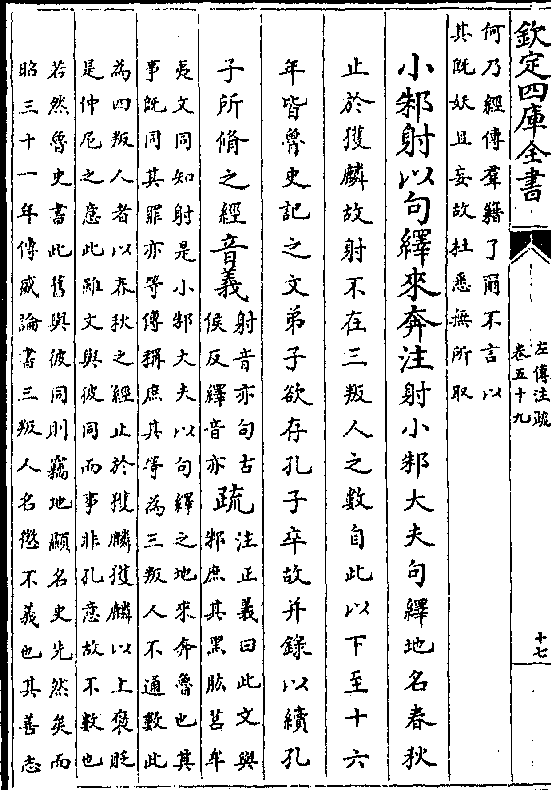 欽定四庫全書
左傳注疏
卷五十九
十七
何乃經傳羣籍了爾不言以
其既妖且妄故杜悉無所取
小邾射以句繹來奔注射小邾大夫句繹地名春秋
止於獲麟故射不在三叛人之數自此以下至十六
年皆魯史記之文弟子欲存孔子卒故并錄以續孔
子所脩之經音義射音亦句古
侯反繹音亦疏注正義曰此文與
邾庶其黑肱莒牟
夷文同知射是小邾大夫以句繹之地來奔魯也其
事既同其罪亦等傳稱庶其等為三叛人不通數此
為四叛人者以春秋之經止於獲麟獲麟以上褒貶
是仲尼之意此雖文與彼同而事非孔意故不數也
若然魯史書此舊與彼同則竊地顯名史先然矣而
昭三十一年傳盛論書三叛人名懲不義也其善志